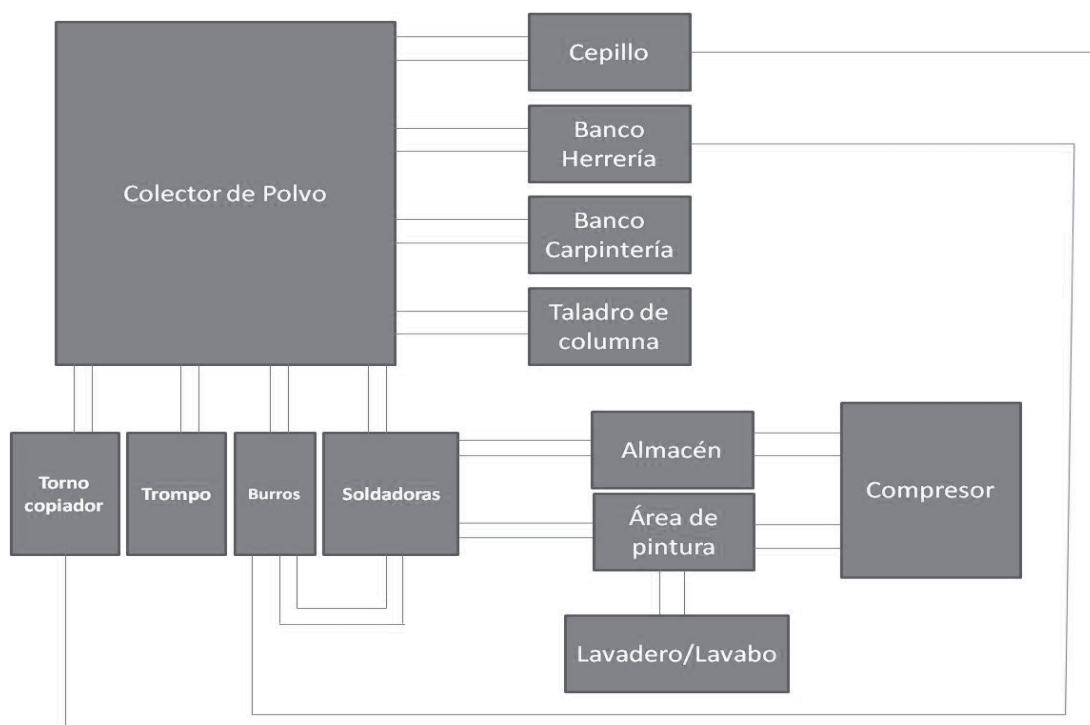 Cepillo
Banco
Herrería
Colector de Polvo
Banco
Carpintería
Taladro de
columna
Torno
copiador
Trompo
Burros
Soldadoras
Almacén
Compresor
Área de
pintura
Lavadero/Lavabo